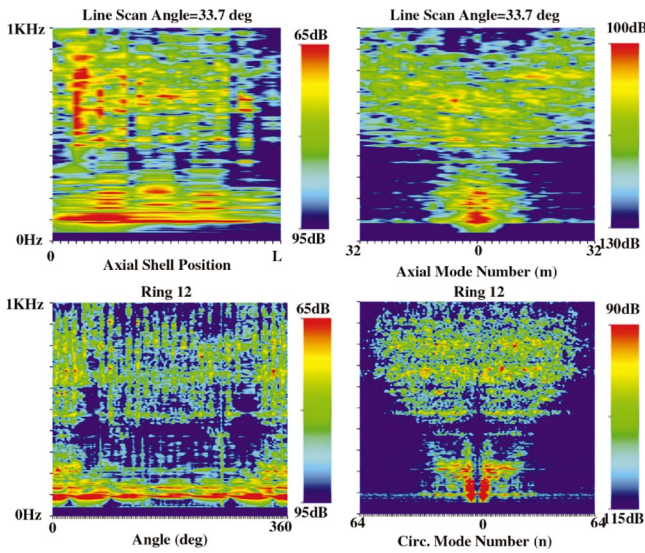 Line Scan Angle=33.7 deg
1KHz
65dB
0Hz
95dB
0
L
Axial Shell Position
Line Scan Angle=33.7 deg
100dB
130dB
32
0
32
Axial Mode Number (m)
Ring 12
1KHz
65dB
0Hz
95dB
0
360
Angle (deg)
Ring 12
90dB
115dB
64
0
64
Circ. Mode Number (n)